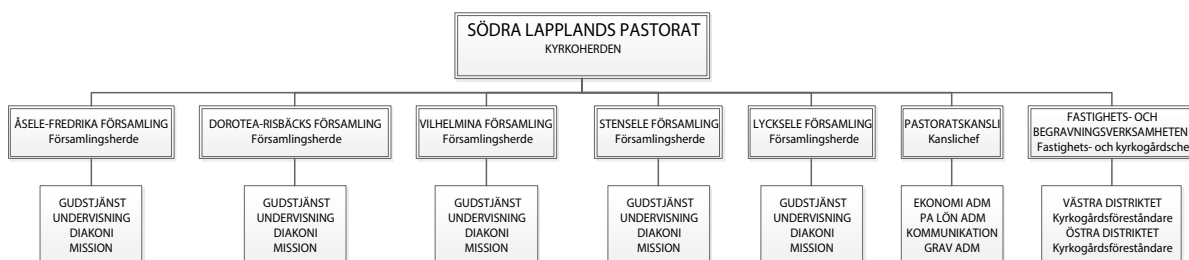 SÖDRA LAPPLANDS PASTORAT
KYRKOHERDEN
ÅSELE-FREDRIKA FÖRSAMLING
Församlingsherde
DOROTEA-RISBÄCKS FÖRSAMLING
Församlingsherde
VILHELMINA FÖRSAMLING
Församlingsherde
STENSELE FÖRSAMLING
Församlingsherde
LYCKSELE FÖRSAMLING
Församlingsherde
PASTORATSKANSLI
Kanslichef
FASTIGHETS- OCH
BEGRAVNINGSVERKSAMHETEN
Fastighets- och kyrkogårdsche
GUDSTJÄNST
UNDERVISNING
DIAKONI
MISSION
GUDSTJÄNST
UNDERVISNING
DIAKONI
MISSION
GUDSTJÄNST
UNDERVISNING
DIAKONI
MISSION
GUDSTJÄNST
UNDERVISNING
DIAKONI
MISSION
GUDSTJÄNST
UNDERVISNING
DIAKONI
MISSION
EKONOMI ADM
PA LÖN ADM
KOMMUNIKATION
GRAV ADM
VÄSTRA DISTRIKTET
Kyrkogårdsföreståndare
ÖSTRA DISTRIKTET
Kyrkogårdsföreståndare